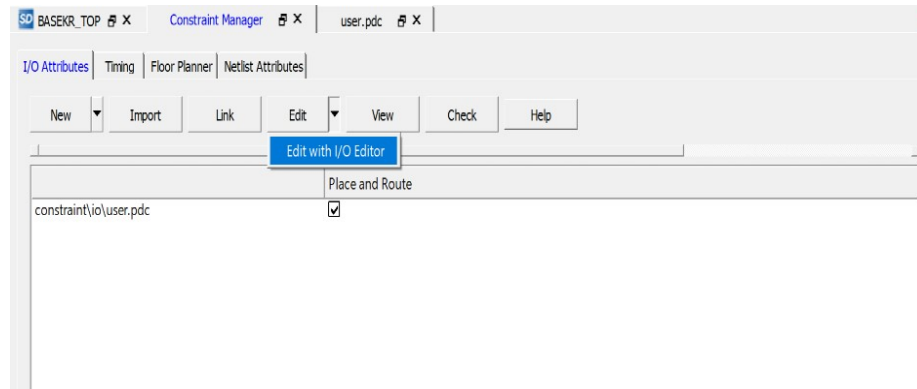 SD BASEKR_TOP X Constraint Manager X user.pdc X
I/O Attributes Timing Floor Planner Netlist Attributes
New Import Link Edit View Check Help
Edit with I/O Editor
Place and Route
constraint\io\user.pdc